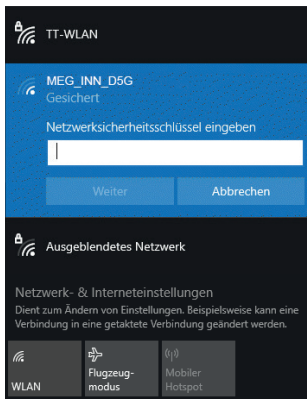 TT-WLAN
MEG_INN_D5G
Gesichert
Netzwerksicherheitsschlüssel eingeben
Weiter
Abbrechen
Ausgeblendetes Netzwerk
Netzwerk- & Interneteinstellungen
Dient zum Ändern von Einstellungen. Beispielsweise kann eine
Verbindung in eine getaktete Verbindung geändert werden.
WLAN
Flugzeug-
modus
Mobiler
Hotspot